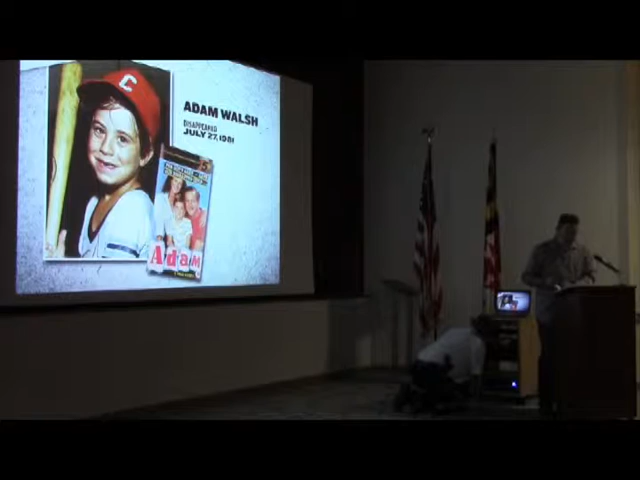 C
ADAM WALSH
DISAPPEARED
JULY 27, 1981
Adam